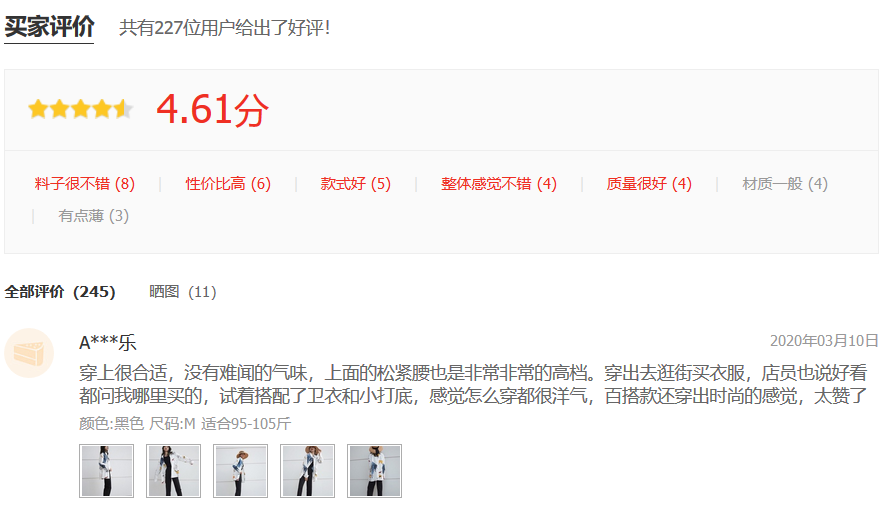 买家评价 共有227位用户给出了好评！
4.61分
料子很不错 (8) | 性价比高 (6) | 款式好 (5) | 整体感觉不错 (4) | 质量很好 (4) | 材质一般 (4)
| 有点薄 (3)
全部评价 (245) 晒图 (11)
A***乐 2020年03月10日
穿上很合适，没有难闻的气味，上面的松紧腰也是非常非常的高档。穿出去逛街买衣服，店员也说好看
都问我哪里买的，试着搭配了卫衣和小打底，感觉怎么穿都很洋气，百搭款还穿出时尚的感觉，太赞了
颜色:黑色 尺码:M 适合95-105斤